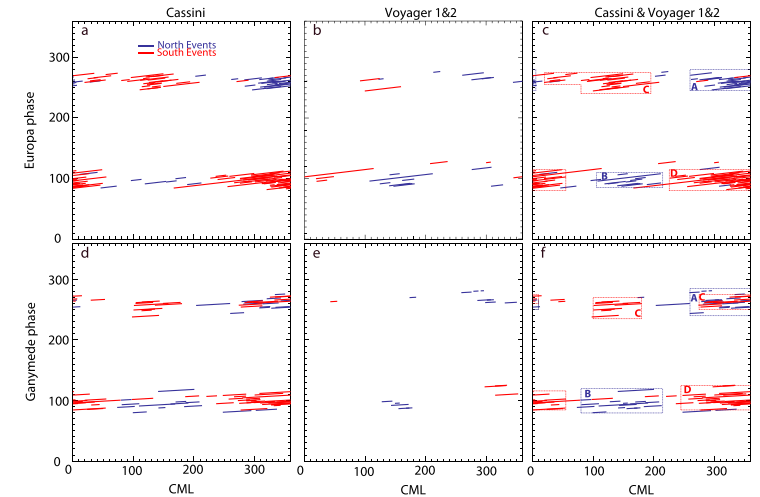 Cassini Voyager 1&2 Cassini & Voyager 1&2
a b c
North Events
South Events
300
200
100
0
Europa phase
A
C
B
D
d e f
300
200
100
0
Ganymede phase
A C
C
B
D
0 100 200 300 0 100 200 300 0 100 200 300
CML CML CML